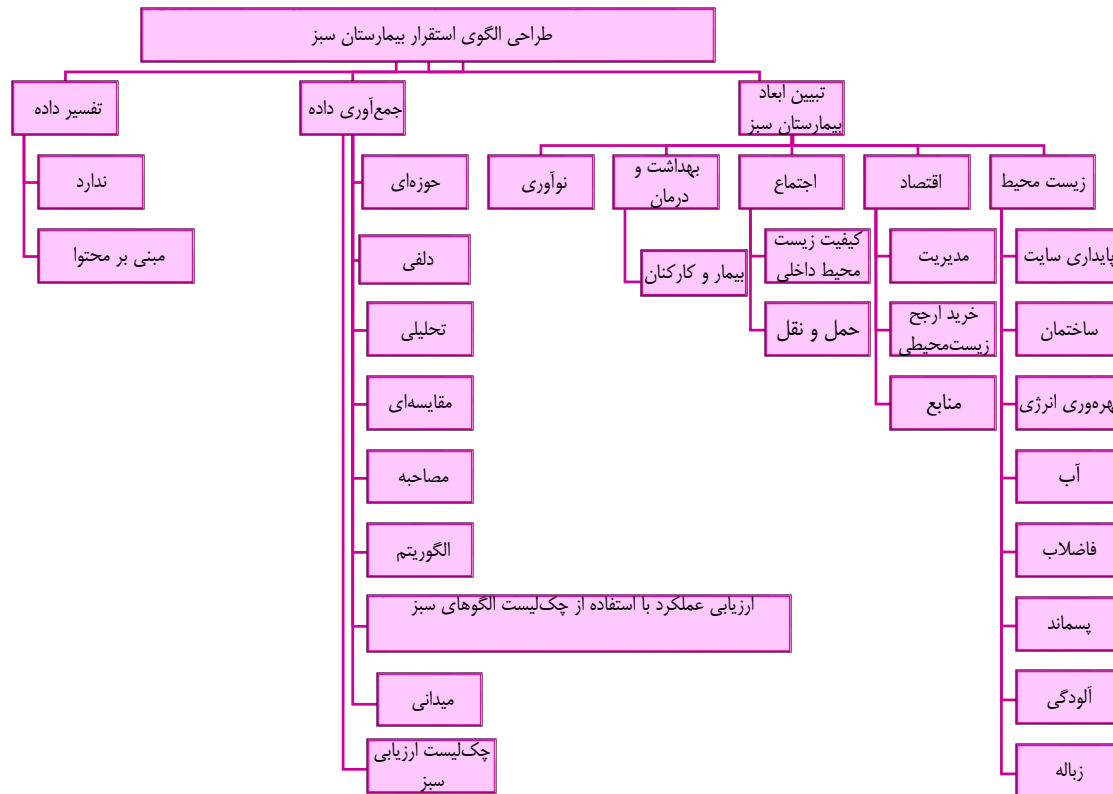 طراحی الگوی استقرار بیمارستان سبز
تبیین ابعاد
بیمارستان سبز
جمع‌آوری داده
تفسیر داده
زیست محیط
اقتصاد
اجتماع
بهداشت و
درمان
نوآوری
پایداری سایت
ساختمان
بهره‌وری انرژی
آب
فاضلاب
پسماند
آلودگی
زباله
مدیریت
خرید ارجح
زیست‌محیطی
منابع
کیفیت زیست
محیط داخلی
حمل و نقل
بیمار و کارکنان
حوزه‌ای
دلفی
تحلیلی
مقایسه‌ای
مصاحبه
الگوریتم
ارزیابی عملکرد با استفاده از چک‌لیست الگوهای سبز
میدانی
چک‌لیست ارزیابی
سبز
ندارد
مبنی بر محتوا